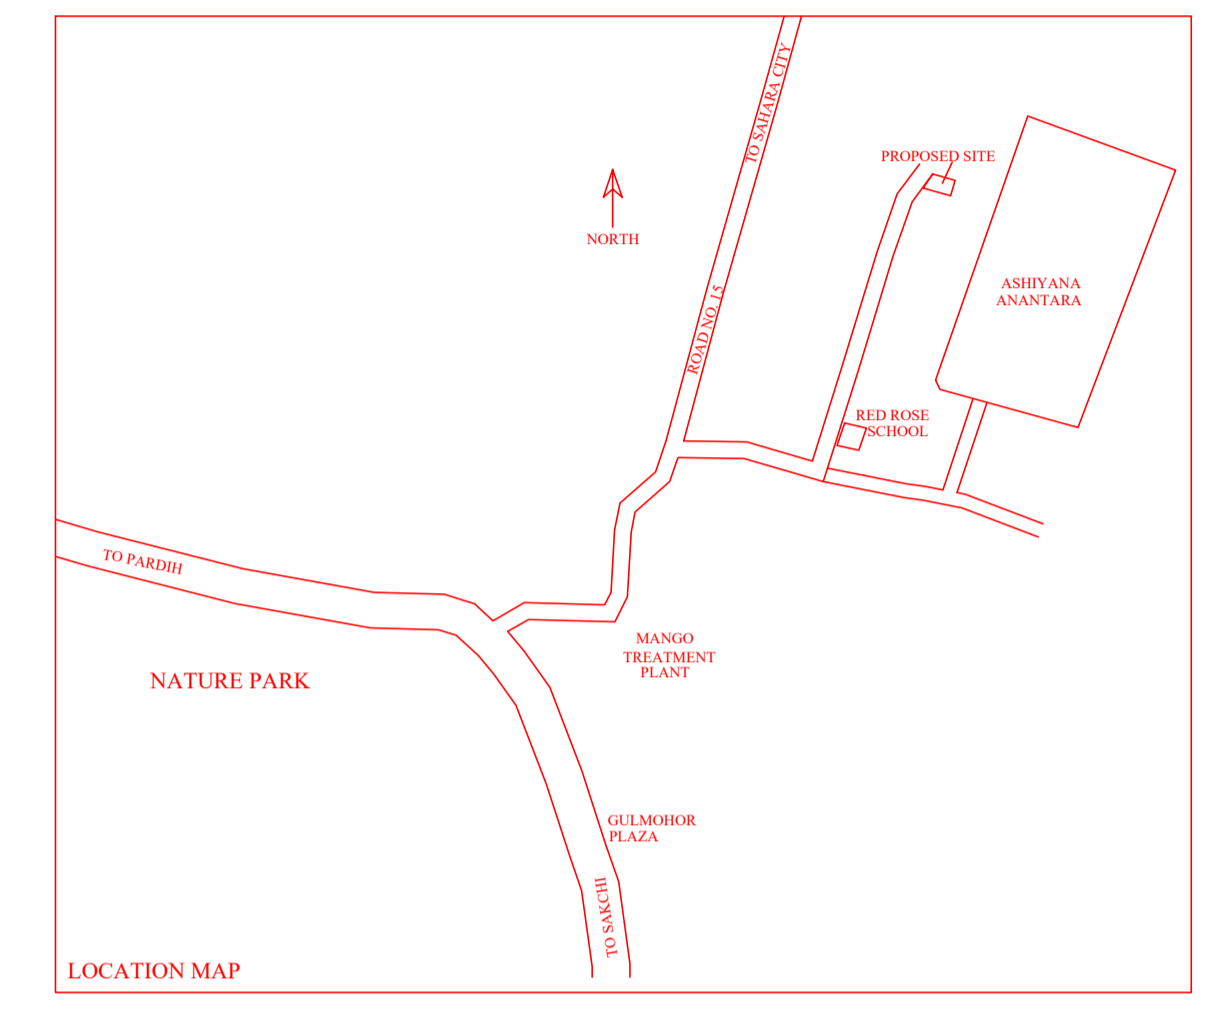 TO SAHARA CITY
PROPOSED SITE
NORTH
ASHIYANA
ANANTARA
ROAD NO. 15
RED ROSE
SCHOOL
TO PARDIH
MANGO
TREATMENT
PLANT
NATURE PARK
GULMOHOR
PLAZA
TO SAKCHI
LOCATION MAP